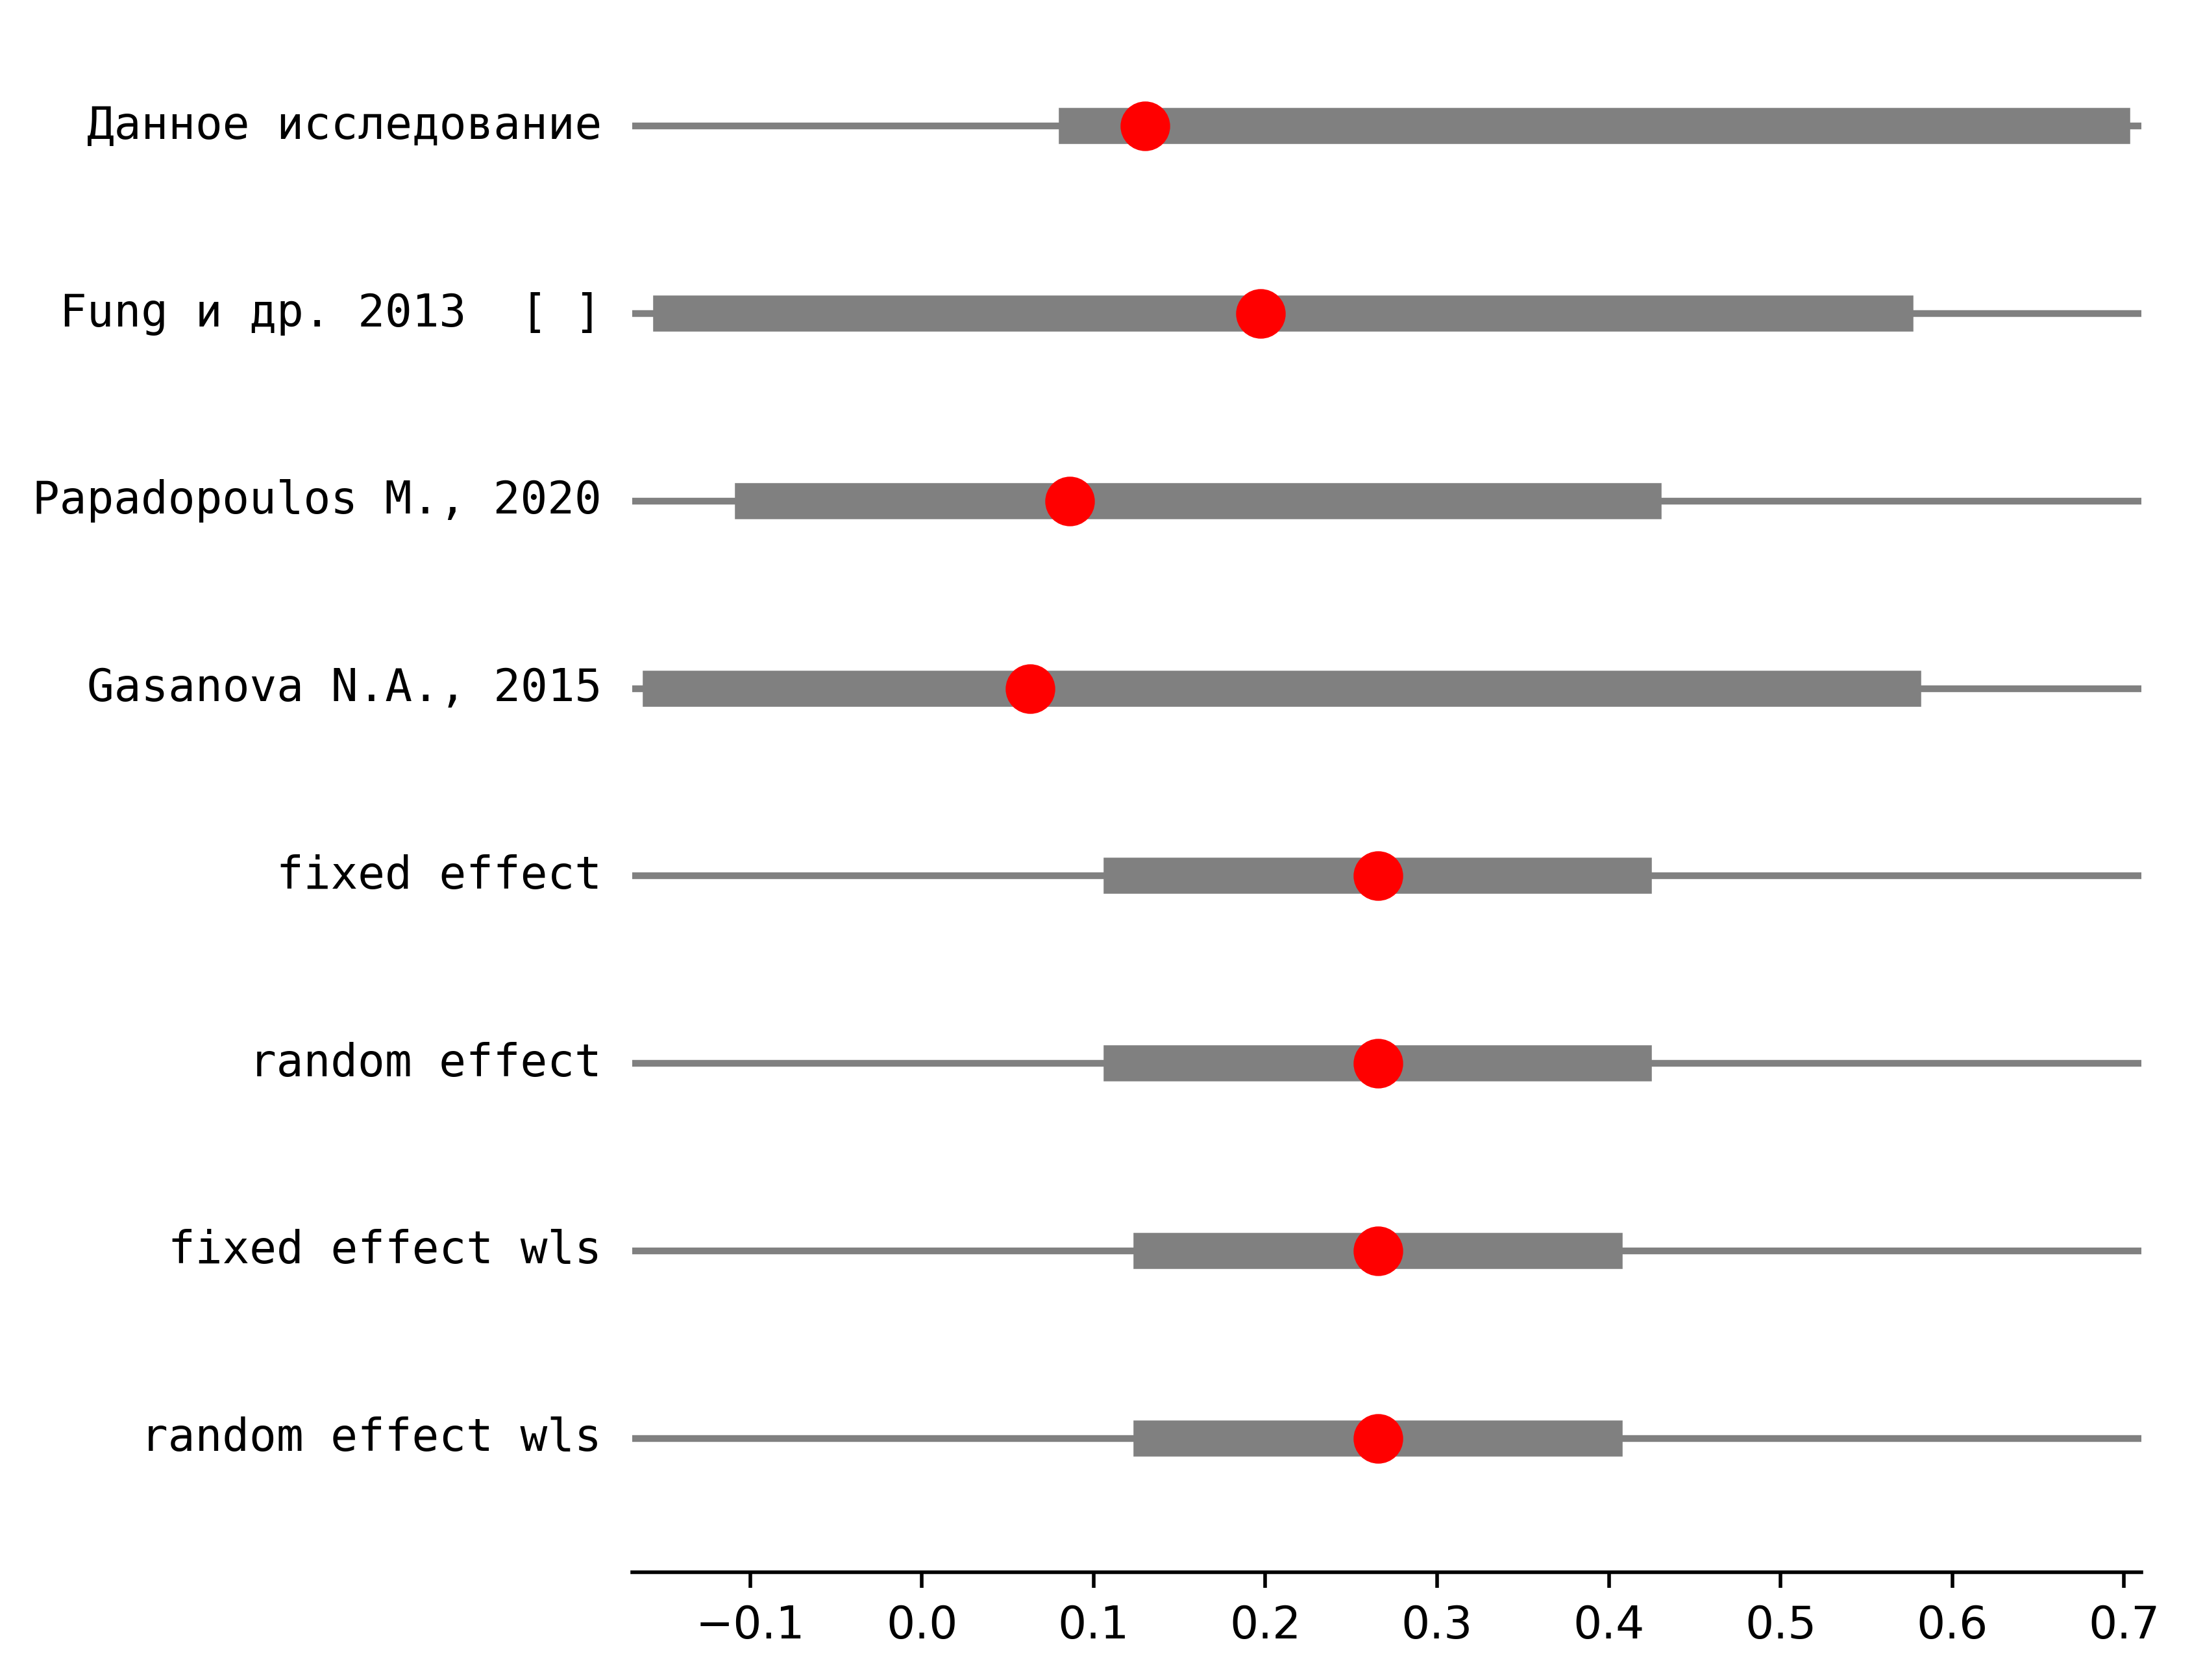 Данное исследование
Fung и др. 2013  [ ]
Papadopoulos M., 2020
Gasanova N.A., 2015
fixed effect
random effect
fixed effect wls
random effect wls
−0.1 0.0 0.1 0.2 0.3 0.4 0.5 0.6 0.7